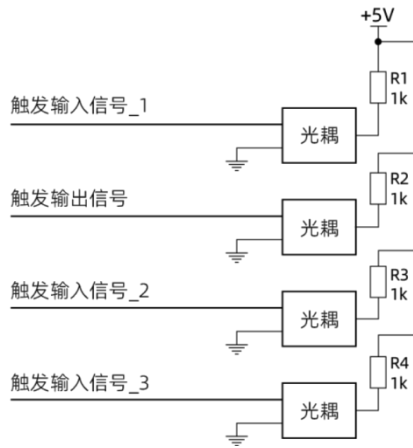 +5V
R1
1k
触发输入信号_1
光耦
R2
1k
触发输出信号
光耦
R3
1k
触发输入信号_2
光耦
R4
1k
触发输入信号_3
光耦